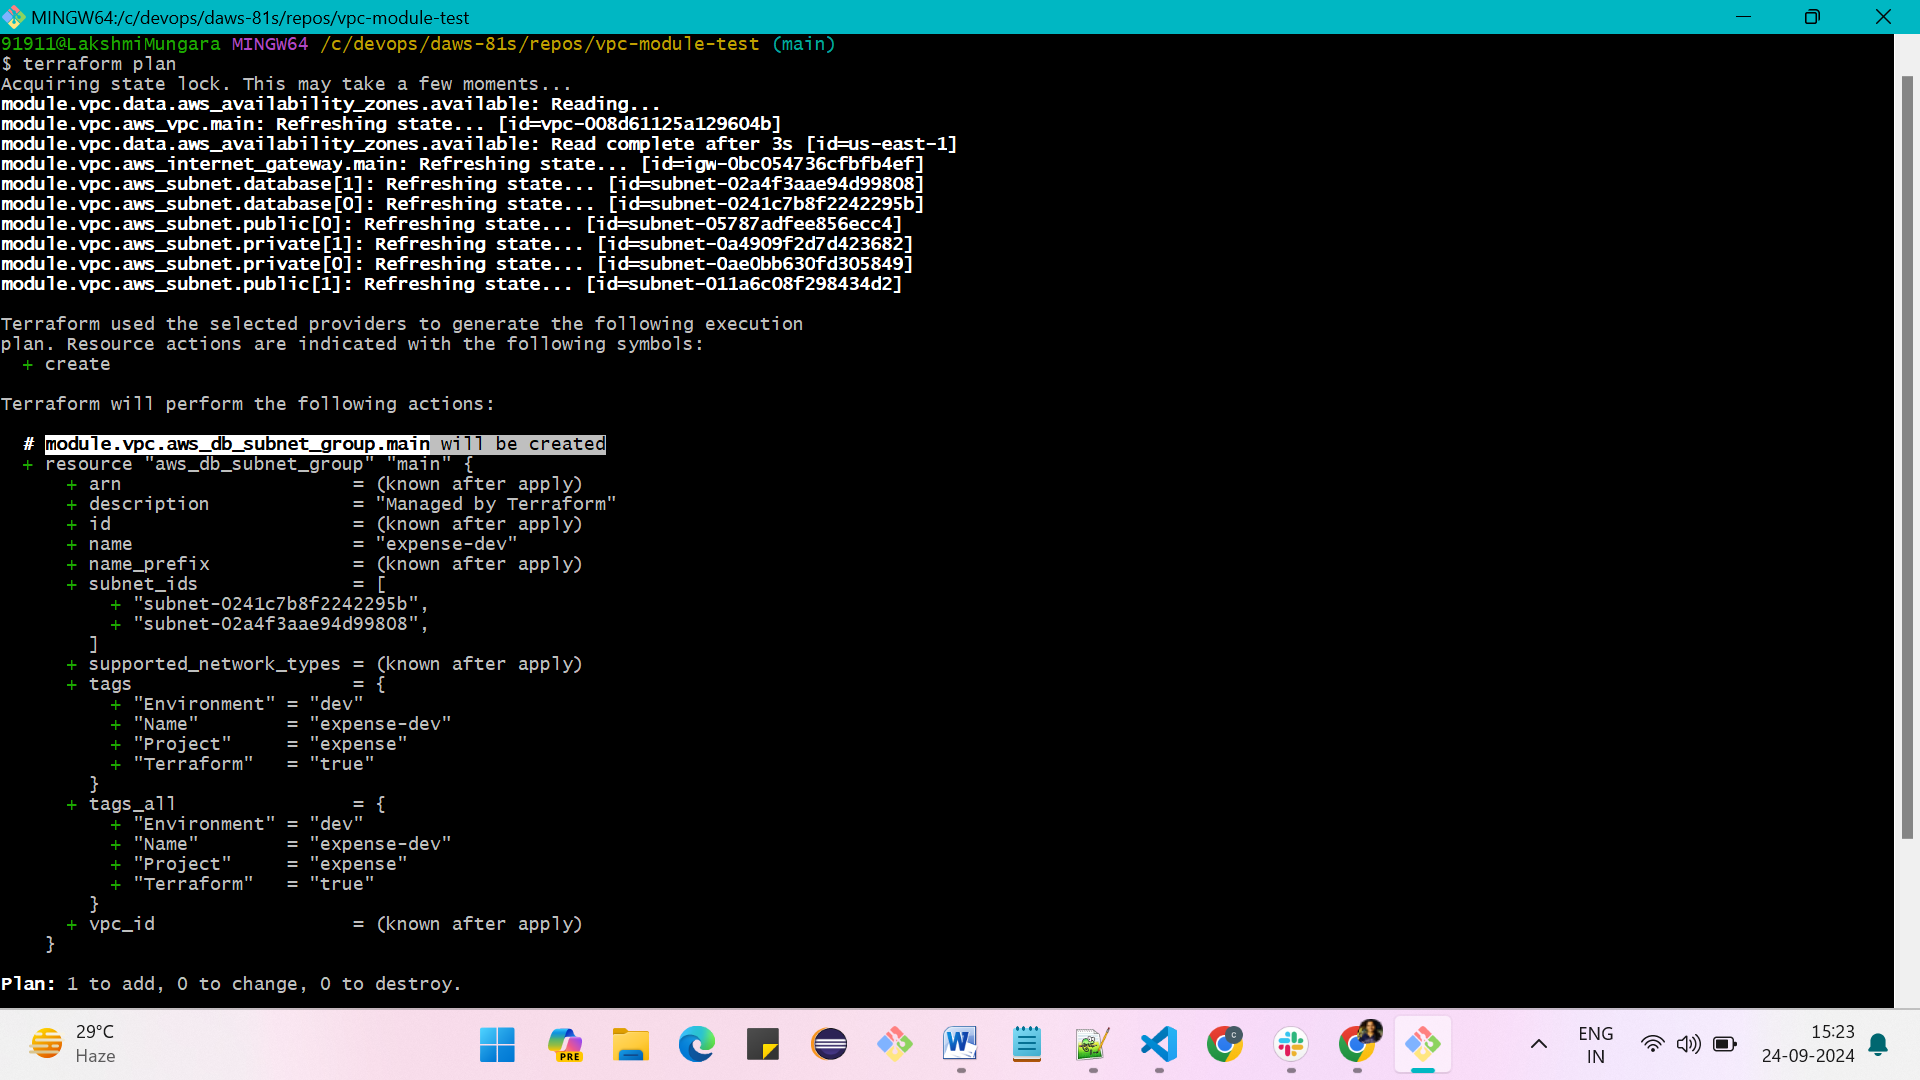 MINGW64:/c/devops/daws-81s/repos/vpc-module-test
91911@LakshmiMungara MINGW64 /c/devops/daws-81s/repos/vpc-module-test (main)
$ terraform plan
Acquiring state lock. This may take a few moments...
module.vpc.data.aws_availability_zones.available: Reading...
module.vpc.aws_vpc.main: Refreshing state... [id=vpc-008d61125a129604b]
module.vpc.data.aws_availability_zones.available: Read complete after 3s [id=us-east-1]
module.vpc.aws_internet_gateway.main: Refreshing state... [id=igw-0bc054736cfbfb4ef]
module.vpc.aws_subnet.database[1]: Refreshing state... [id=subnet-02a4f3aae94d99808]
module.vpc.aws_subnet.database[0]: Refreshing state... [id=subnet-0241c7b8f2242295b]
module.vpc.aws_subnet.public[0]: Refreshing state... [id=subnet-05787adfee856ecc4]
module.vpc.aws_subnet.private[1]: Refreshing state... [id=subnet-0a4909f2d7d423682]
module.vpc.aws_subnet.private[0]: Refreshing state... [id=subnet-0ae0bb630fd305849]
module.vpc.aws_subnet.public[1]: Refreshing state... [id=subnet-011a6c08f298434d2]
Terraform used the selected providers to generate the following execution
plan. Resource actions are indicated with the following symbols:
  + create
Terraform will perform the following actions:
  # module.vpc.aws_db_subnet_group.main will be created
  + resource "aws_db_subnet_group" "main" {
      + arn                     = (known after apply)
      + description             = "Managed by Terraform"
      + id                      = (known after apply)
      + name                    = "expense-dev"
      + name_prefix             = (known after apply)
      + subnet_ids              = [
          + "subnet-0241c7b8f2242295b",
          + "subnet-02a4f3aae94d99808",
        ]
      + supported_network_types = (known after apply)
      + tags                    = {
          + "Environment" = "dev"
          + "Name"        = "expense-dev"
          + "Project"     = "expense"
          + "Terraform"   = "true"
        }
      + tags_all                = {
          + "Environment" = "dev"
          + "Name"        = "expense-dev"
          + "Project"     = "expense"
          + "Terraform"   = "true"
        }
      + vpc_id                  = (known after apply)
    }
Plan: 1 to add, 0 to change, 0 to destroy.
29°C
Haze
PRE
W
C
ENG
IN
15:23
24-09-2024